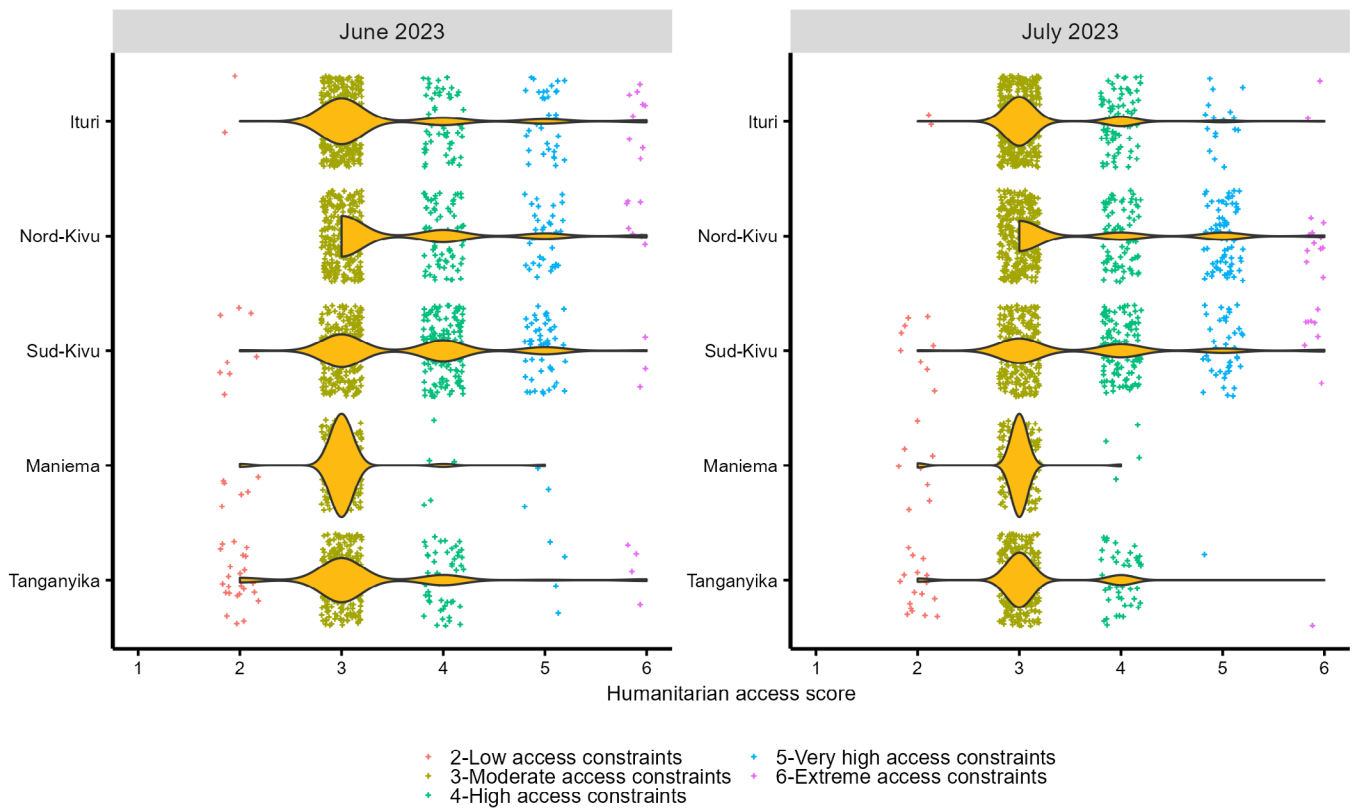 June 2023
July 2023
Ituri
Nord-Kivu
Sud-Kivu
Maniema
Tanganyika
1 2 3 4 5 6
Ituri
Nord-Kivu
Sud-Kivu
Maniema
Tanganyika
1 2 3 4 5 6
Humanitarian access score
2-Low access constraints
3-Moderate access constraints
4-High access constraints
5-Very high access constraints
6-Extreme access constraints